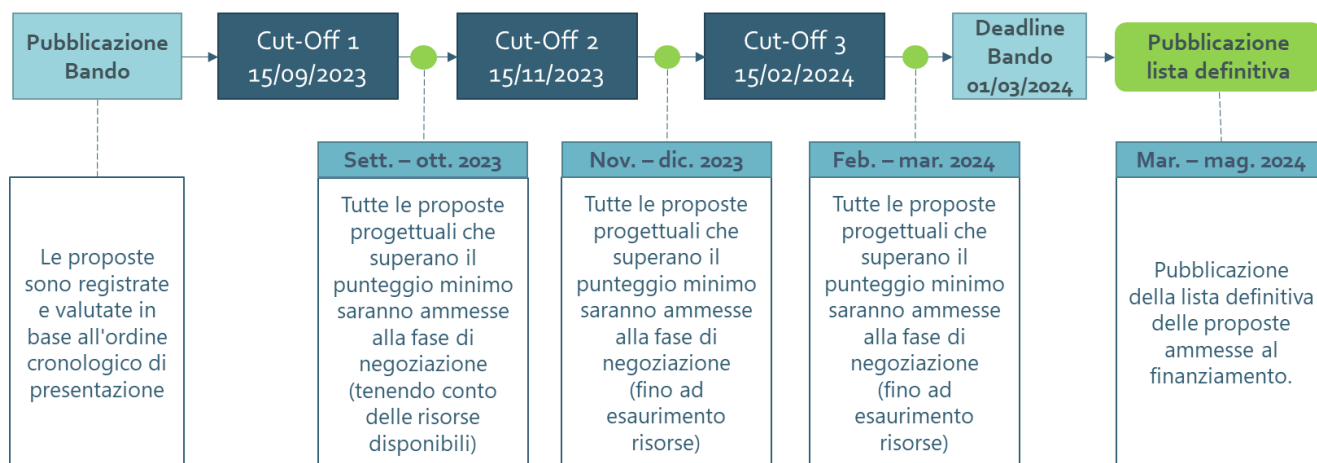 Pubblicazione
Bando
Cut-Off 1
15/09/2023
Cut-Off 2
15/11/2023
Cut-Off 3
15/02/2024
Deadline
Bando
01/03/2024
Pubblicazione
lista definitiva
Le proposte
sono registrate
e valutate in
base all'ordine
cronologico di
presentazione
Sett. – ott. 2023
Tutte le proposte
progettuali che
superano il
punteggio minimo
saranno ammesse
alla fase di
negoziazione
(tenendo conto
delle risorse
disponibili)
Nov. – dic. 2023
Tutte le proposte
progettuali che
superano il
punteggio minimo
saranno ammesse
alla fase di
negoziazione
(fino ad
esaurimento
risorse)
Feb. – mar. 2024
Tutte le proposte
progettuali che
superano il
punteggio minimo
saranno ammesse
alla fase di
negoziazione
(fino ad
esaurimento
risorse)
Mar. – mag. 2024
Pubblicazione
della lista definitiva
delle proposte
ammesse al
finanziamento.